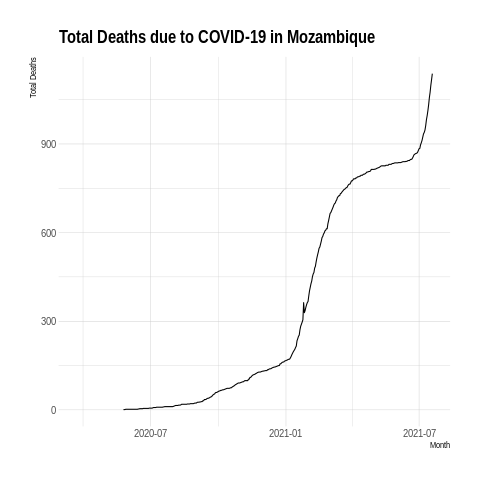 Total Deaths due to COVID-19 in Mozambique
Total Deaths
900
600
300
0
2020-07
2021-01
2021-07
Month